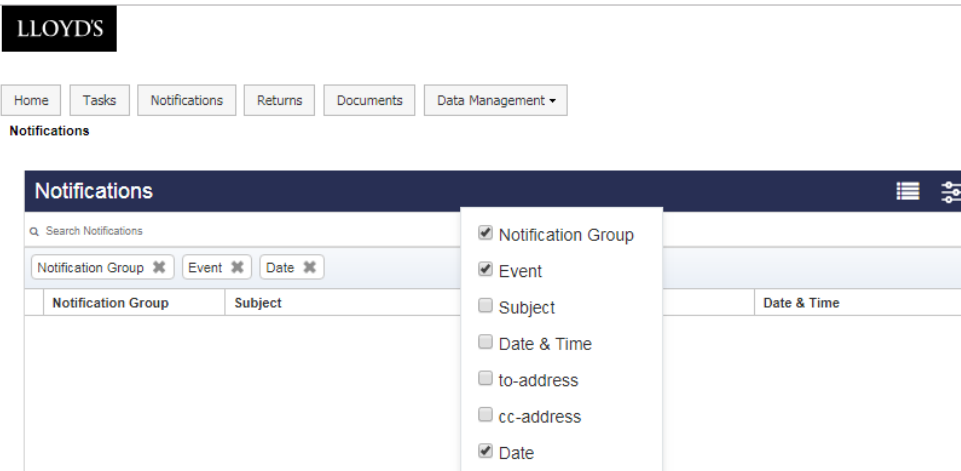 LLOYD'S
Home Tasks Notifications Returns Documents Data Management
Notifications
Notifications
Search Notifications
Notification Group Event Date
Notification Group Subject Date & Time
Notification Group
Event
Subject
Date & Time
to-address
cc-address
Date